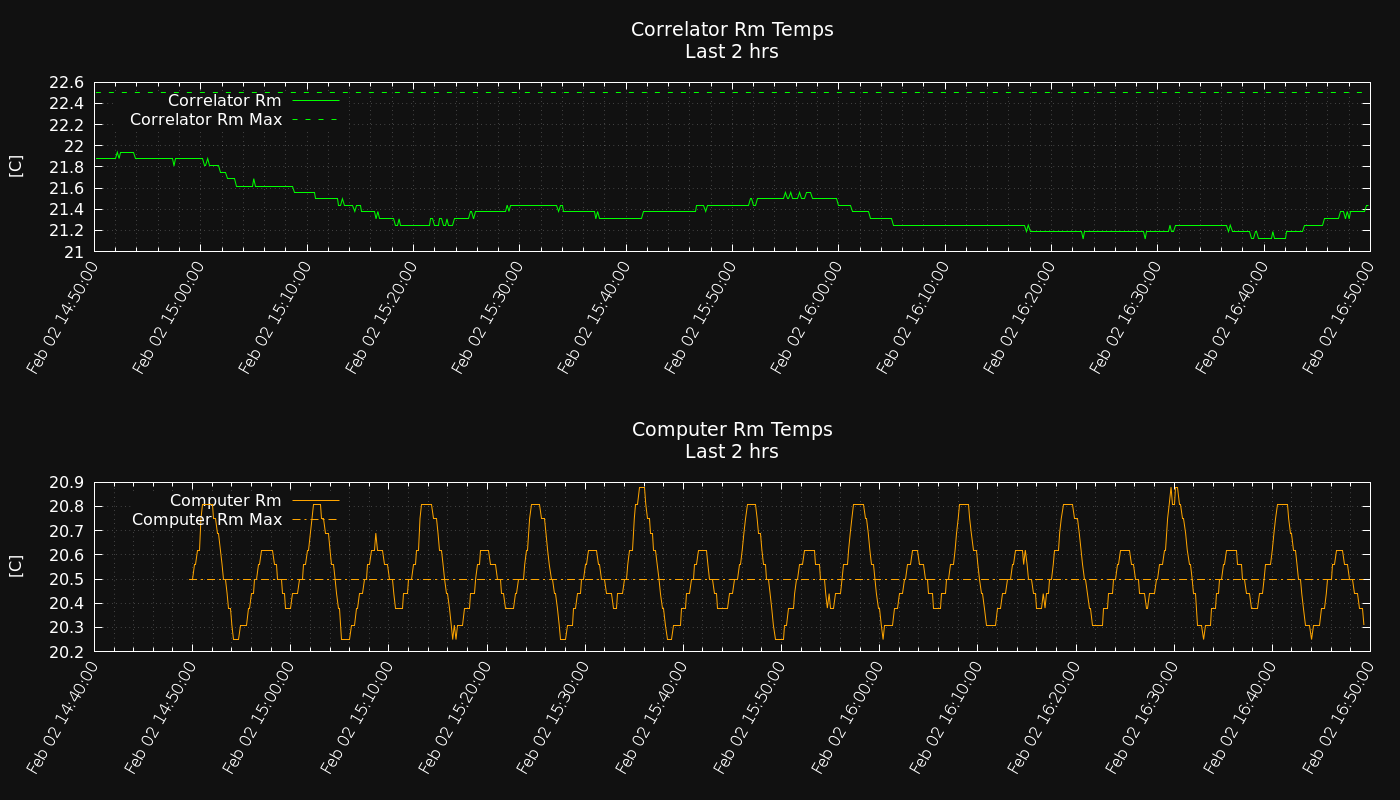 Correlator Rm Temps
Last 2 hrs
22.6
22.4
22.2
22
21.8
21.6
21.4
21.2
21
[C]
Correlator Rm
Correlator Rm Max
Feb 02 14:50:00
Feb 02 15:00:00
Feb 02 15:10:00
Feb 02 15:20:00
Feb 02 15:30:00
Feb 02 15:40:00
Feb 02 15:50:00
Feb 02 16:00:00
Feb 02 16:10:00
Feb 02 16:20:00
Feb 02 16:30:00
Feb 02 16:40:00
Feb 02 16:50:00
Computer Rm Temps
Last 2 hrs
20.9
20.8
20.7
20.6
20.5
20.4
20.3
20.2
[C]
Computer Rm
Computer Rm Max
Feb 02 14:40:00
Feb 02 14:50:00
Feb 02 15:00:00
Feb 02 15:10:00
Feb 02 15:20:00
Feb 02 15:30:00
Feb 02 15:40:00
Feb 02 15:50:00
Feb 02 16:00:00
Feb 02 16:10:00
Feb 02 16:20:00
Feb 02 16:30:00
Feb 02 16:40:00
Feb 02 16:50:00